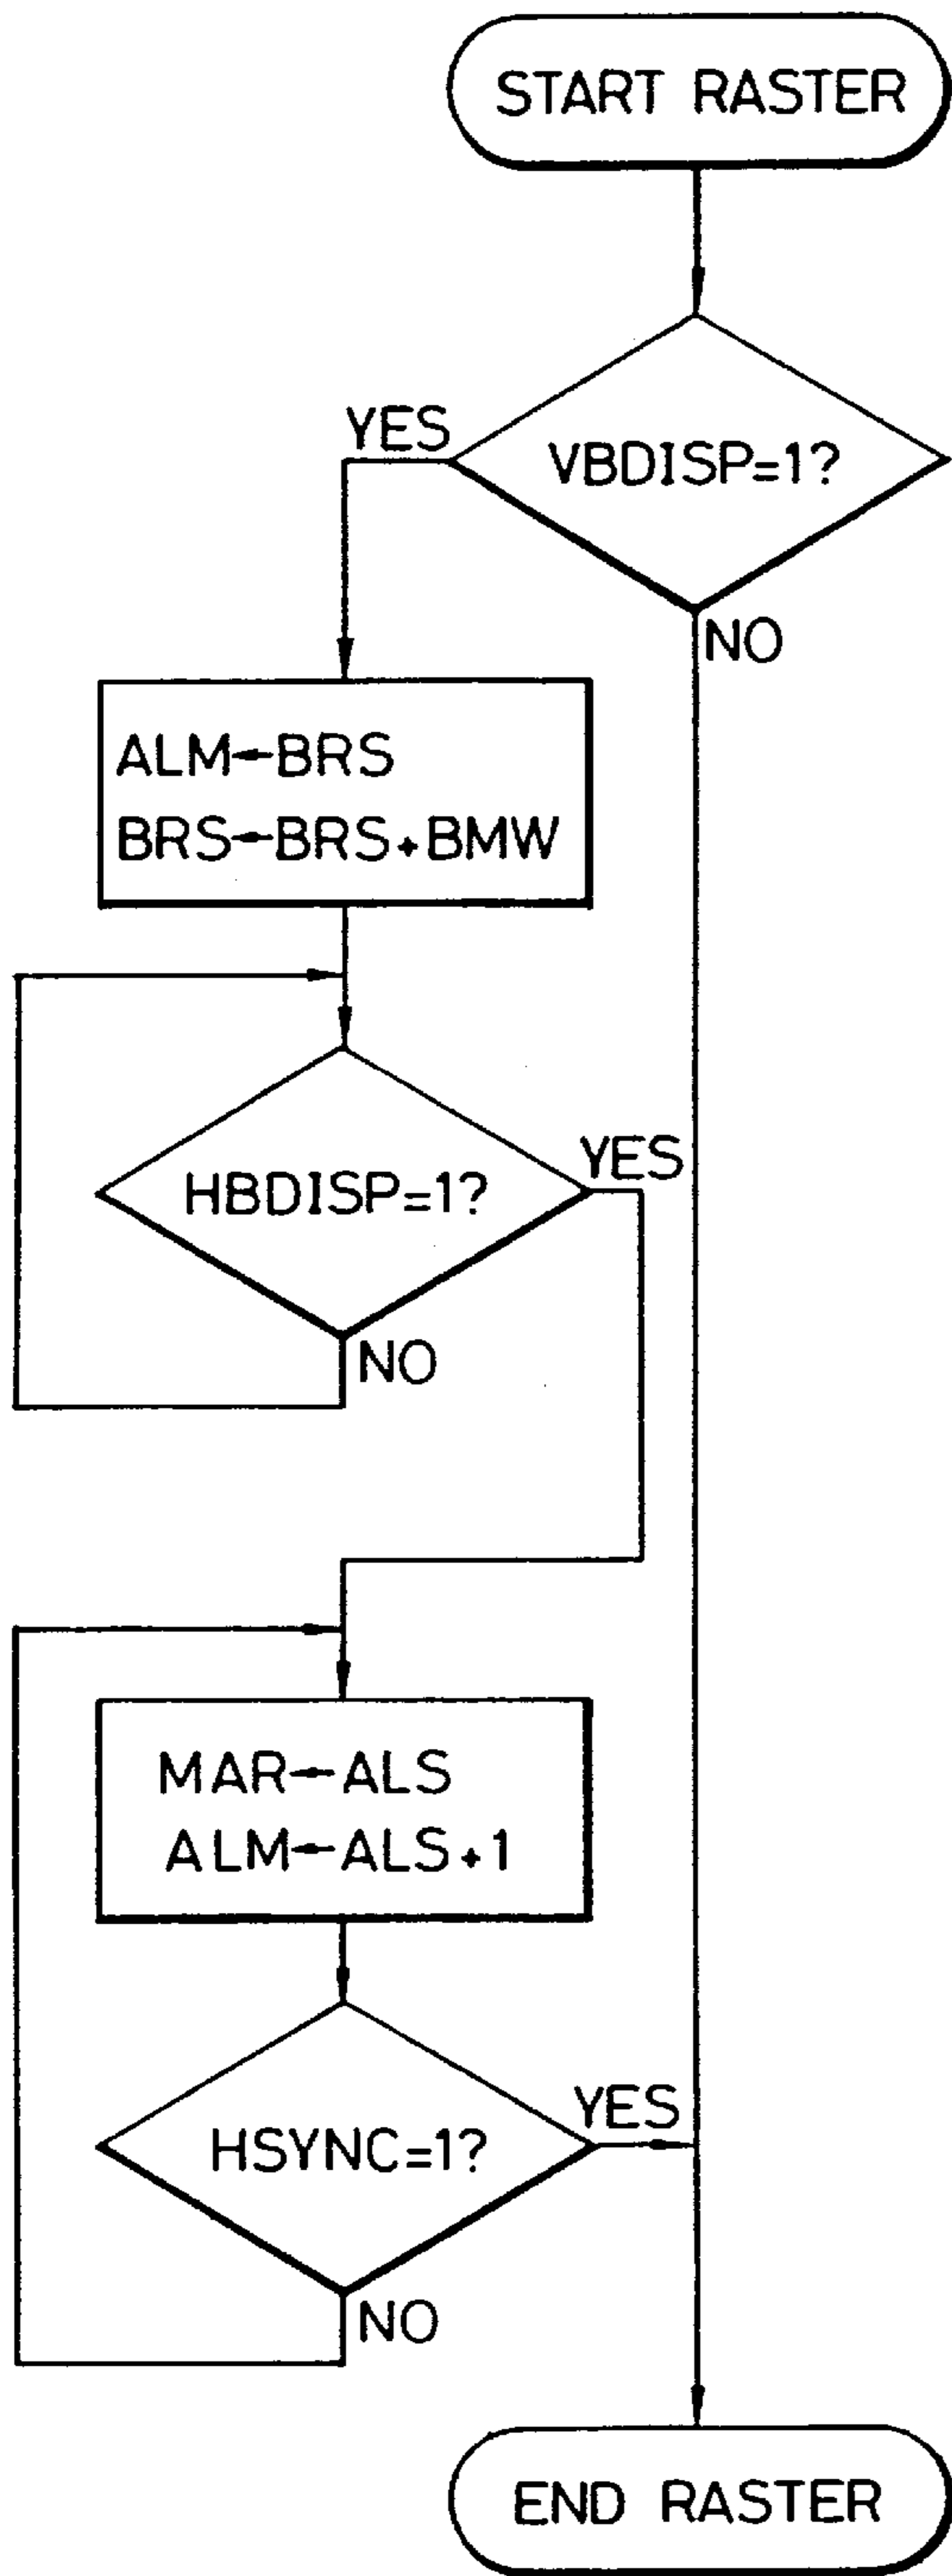 START RASTER
VBDISP=1?
YES
NO
ALM←BRS
BRS←BRS+BMW
HBDISP=1?
YES
NO
MAR←ALS
ALM←ALS+1
HSYNC=1?
YES
NO
END RASTER